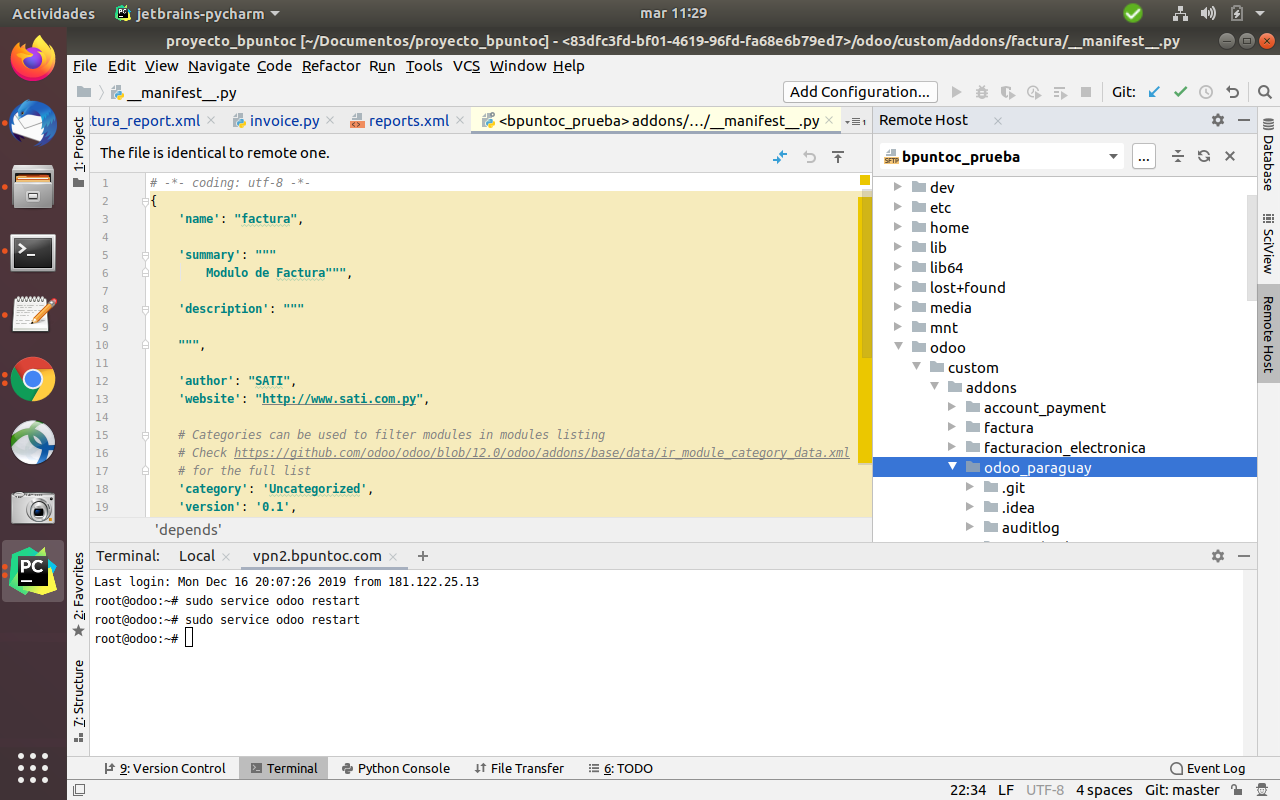 Actividades
jetbrains-pycharm
mar 11:29
proyecto_bpuntoc [~/Documentos/proyecto_bpuntoc] - <83dfc3fd-bf01-4619-96fd-fa68e6b79ed7>/odoo/custom/addons/factura/__manifest__.py
File Edit View Navigate Code Refactor Run Tools VCS Window Help
__manifest__.py
Add Configuration...
Git:
tura_report.xml
invoice.py
reports.xml
<bpuntoc_prueba> addons/.../__manifest__.py
Remote Host
The file is identical to remote one.
1 # -*- coding: utf-8 -*-
2 {
3 'name': "factura",
4
5 'summary': """
6 Modulo de Factura""",
7
8 'description': """
9
10 """,
11
12 'author': "SATI",
13 'website': "http://www.sati.com.py",
14
15 # Categories can be used to filter modules in modules listing
16 # Check https://github.com/odoo/odoo/blob/12.0/odoo/addons/base/data/ir_module_category_data.xml
17 # for the full list
18 'category': 'Uncategorized',
19 'version': '0.1',
'depends'
SFTP
bpuntoc_prueba
...
dev
etc
home
lib
lib64
lost+found
media
mnt
odoo
custom
addons
account_payment
factura
facturacion_electronica
odoo_paraguay
.git
.idea
auditlog
1: Project
2: Favorites
7: Structure
Database
SciView
Remote Host
Terminal:
Local
vpn2.bpuntoc.com
Last login: Mon Dec 16 20:07:26 2019 from 181.122.25.13
root@odoo:~# sudo service odoo restart
root@odoo:~# sudo service odoo restart
root@odoo:~#
9: Version Control
Terminal
Python Console
File Transfer
6: TODO
Event Log
22:34 LF UTF-8 4 spaces Git: master
PC